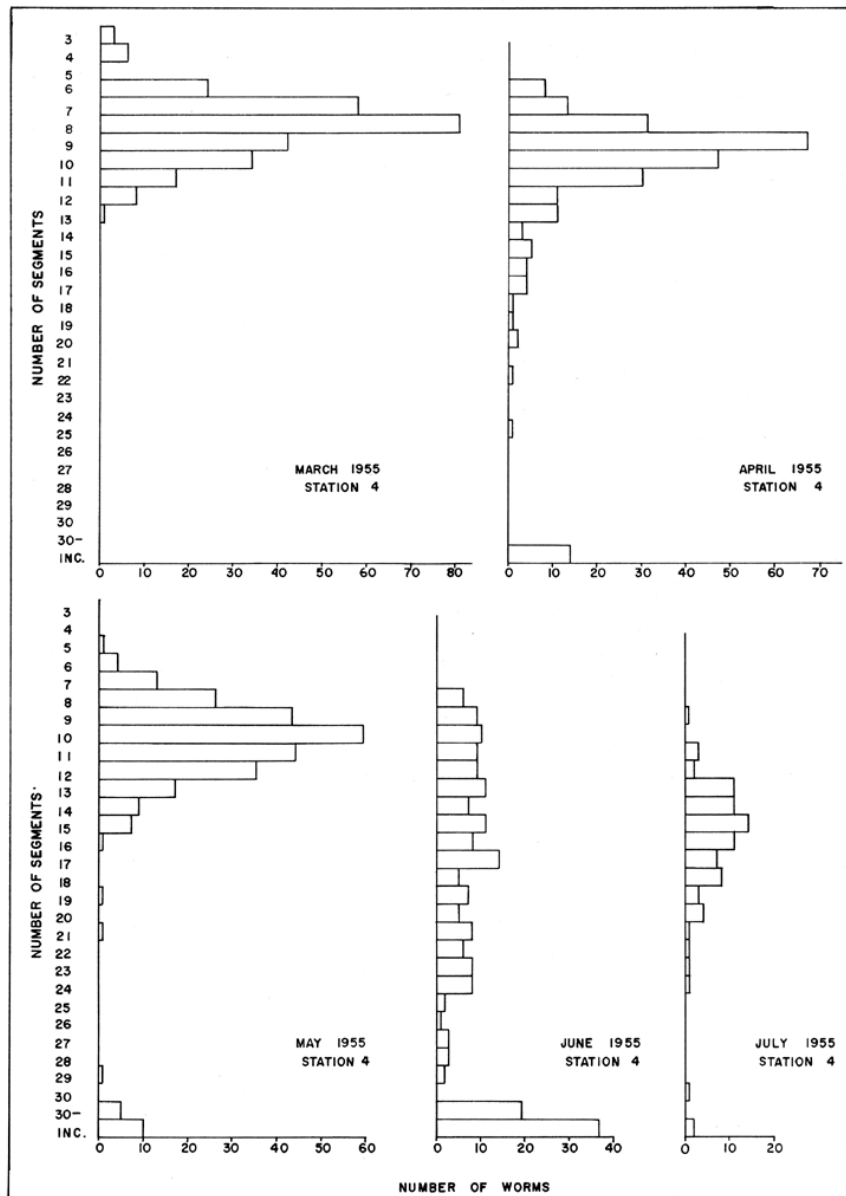 NUMBER OF SEGMENTS
3
4
5
6
7
8
9
10
11
12
13
14
15
16
17
18
19
20
21
22
23
24
25
26
27
28
29
30
30-
INC.
MARCH 1955
STATION 4
0 10 20 30 40 50 60 70 80
APRIL 1955
STATION 4
0 10 20 30 40 50 60 70
NUMBER OF SEGMENTS
3
4
5
6
7
8
9
10
11
12
13
14
15
16
17
18
19
20
21
22
23
24
25
26
27
28
29
30
30-
INC.
MAY 1955
STATION 4
0 10 20 30 40 50 60
JUNE 1955
STATION 4
0 10 20 30 40
JULY 1955
STATION 4
0 10 20
NUMBER OF WORMS